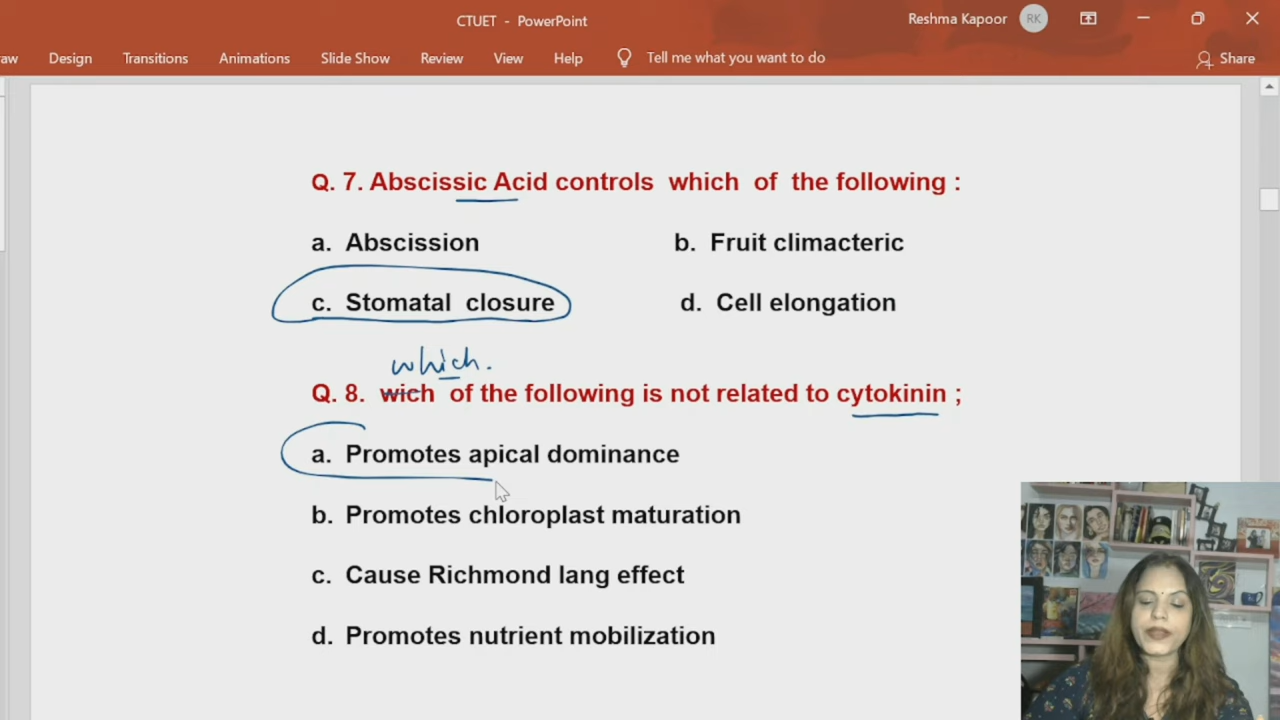 CTUET - PowerPoint
Reshma Kapoor RK
aw Design Transitions Animations Slide Show Review View Help Tell me what you want to do Share
Q. 7. Abscissic Acid controls which of the following :
a. Abscission b. Fruit climacteric
c. Stomatal closure d. Cell elongation
which.
Q. 8. wich of the following is not related to cytokinin ;
a. Promotes apical dominance
b. Promotes chloroplast maturation
c. Cause Richmond lang effect
d. Promotes nutrient mobilization